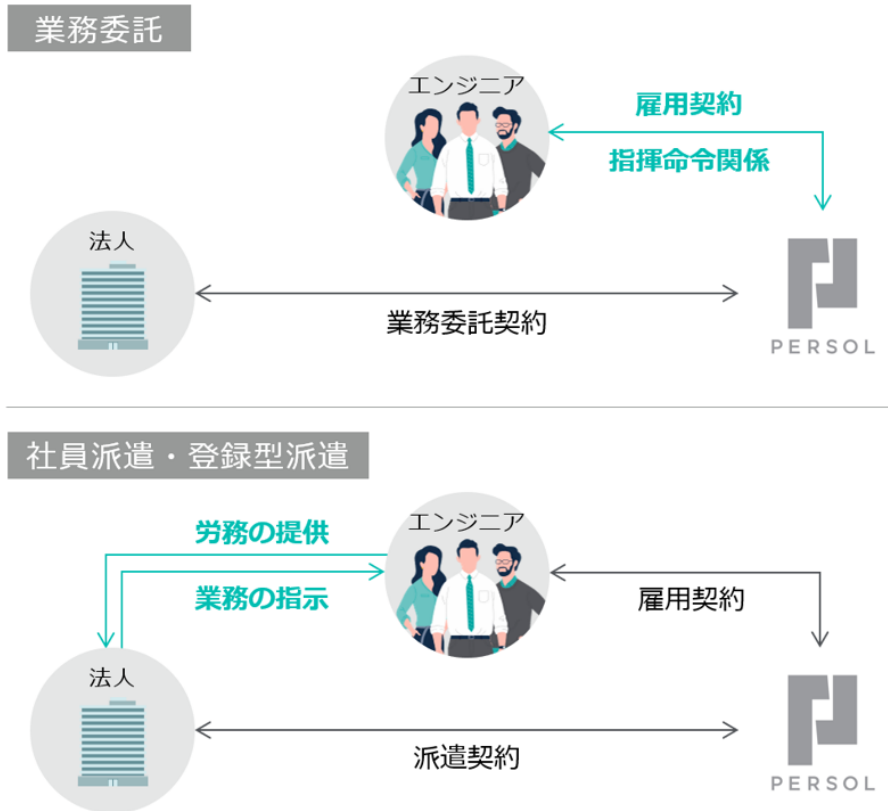 業務委託
エンジニア
雇用契約
指揮命令関係
法人
業務委託契約
PERSOL
社員派遣・登録型派遣
エンジニア
労務の提供
業務の指示
雇用契約
法人
派遣契約
PERSOL